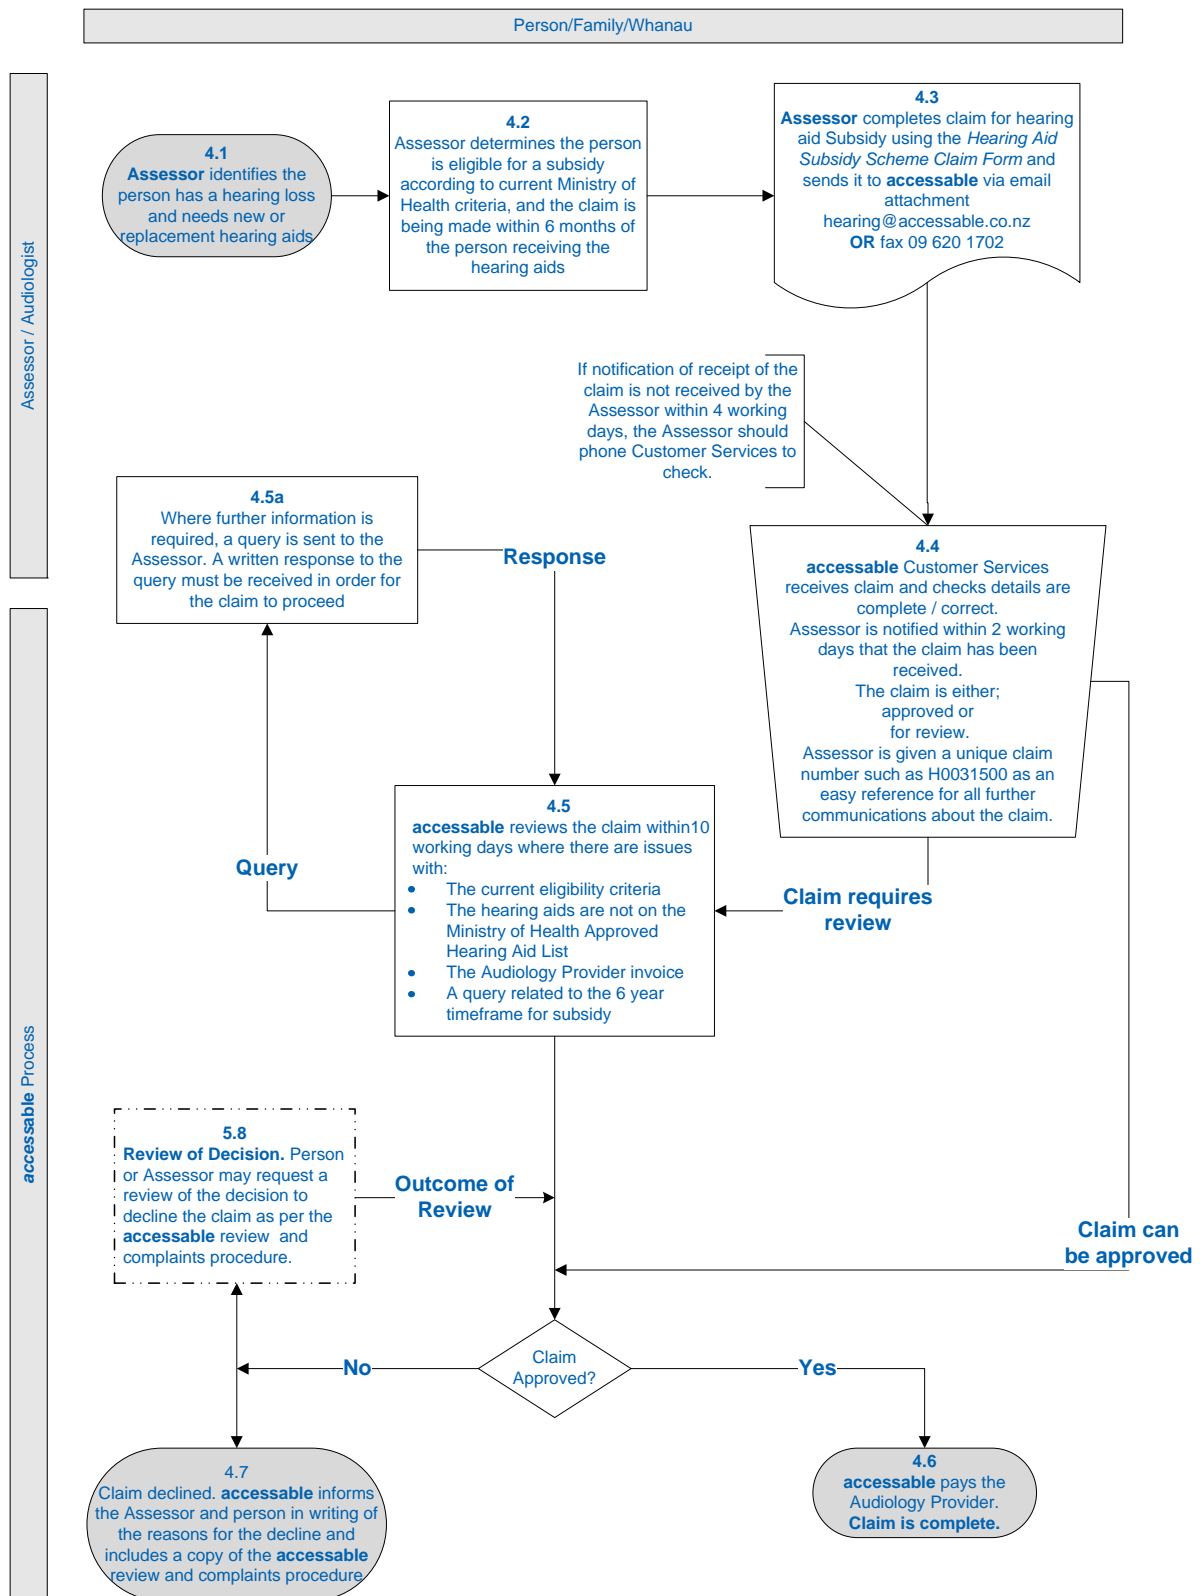 Person/Family/Whanau
Assessor / Audiologist
4.1
Assessor identifies the
person has a hearing loss
and needs new or
replacement hearing aids
4.2
Assessor determines the person
is eligible for a subsidy
according to current Ministry of
Health criteria, and the claim is
being made within 6 months of
the person receiving the
hearing aids
4.3
Assessor completes claim for hearing
aid Subsidy using the Hearing Aid
Subsidy Scheme Claim Form and
sends it to accessable via email
attachment
hearing@accessable.co.nz
OR fax 09 620 1702
If notification of receipt of the
claim is not received by the
Assessor within 4 working
days, the Assessor should
phone Customer Services to
check.
4.5a
Where further information is
required, a query is sent to the
Assessor. A written response to the
query must be received in order for
the claim to proceed
Response
4.4
accessable Customer Services
receives claim and checks details are
complete / correct.
Assessor is notified within 2 working
days that the claim has been
received.
The claim is either;
approved or
for review.
Assessor is given a unique claim
number such as H0031500 as an
easy reference for all further
communications about the claim.
accessable Process
Query
4.5
accessable reviews the claim within10
working days where there are issues
with:
• The current eligibility criteria
• The hearing aids are not on the
Ministry of Health Approved
Hearing Aid List
• The Audiology Provider invoice
• A query related to the 6 year
timeframe for subsidy
Claim requires
review
5.8
Review of Decision. Person
or Assessor may request a
review of the decision to
decline the claim as per the
accessable review and
complaints procedure.
Outcome of
Review
Claim can
be approved
Claim
Approved?
No
Yes
4.7
Claim declined. accessable informs
the Assessor and person in writing of
the reasons for the decline and
includes a copy of the accessable
review and complaints procedure
4.6
accessable pays the
Audiology Provider.
Claim is complete.